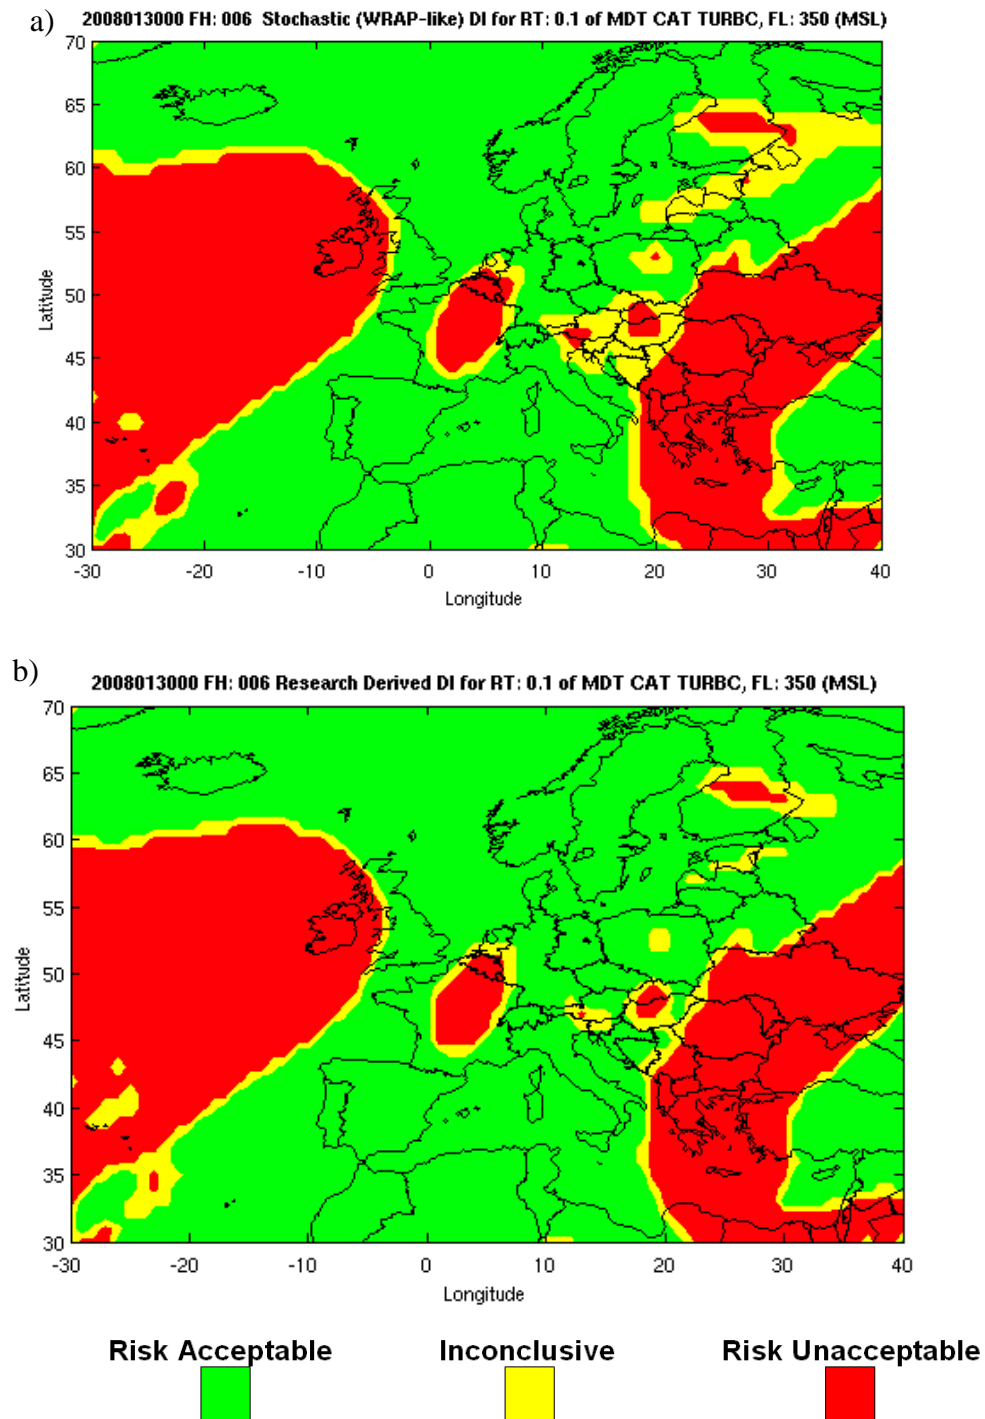 a)
2008013000 FH: 006 Stochastic (WRAP-like) DI for RT: 0.1 of MDT CAT TURBC, FL: 350 (MSL)
70
65
60
55
50
45
40
35
30
Latitude
-30 -20 -10 0 10 20 30 40
Longitude
b)
2008013000 FH: 006 Research Derived DI for RT: 0.1 of MDT CAT TURBC, FL: 350 (MSL)
70
65
60
55
50
45
40
35
30
Latitude
-30 -20 -10 0 10 20 30 40
Longitude
Risk Acceptable Inconclusive Risk Unacceptable